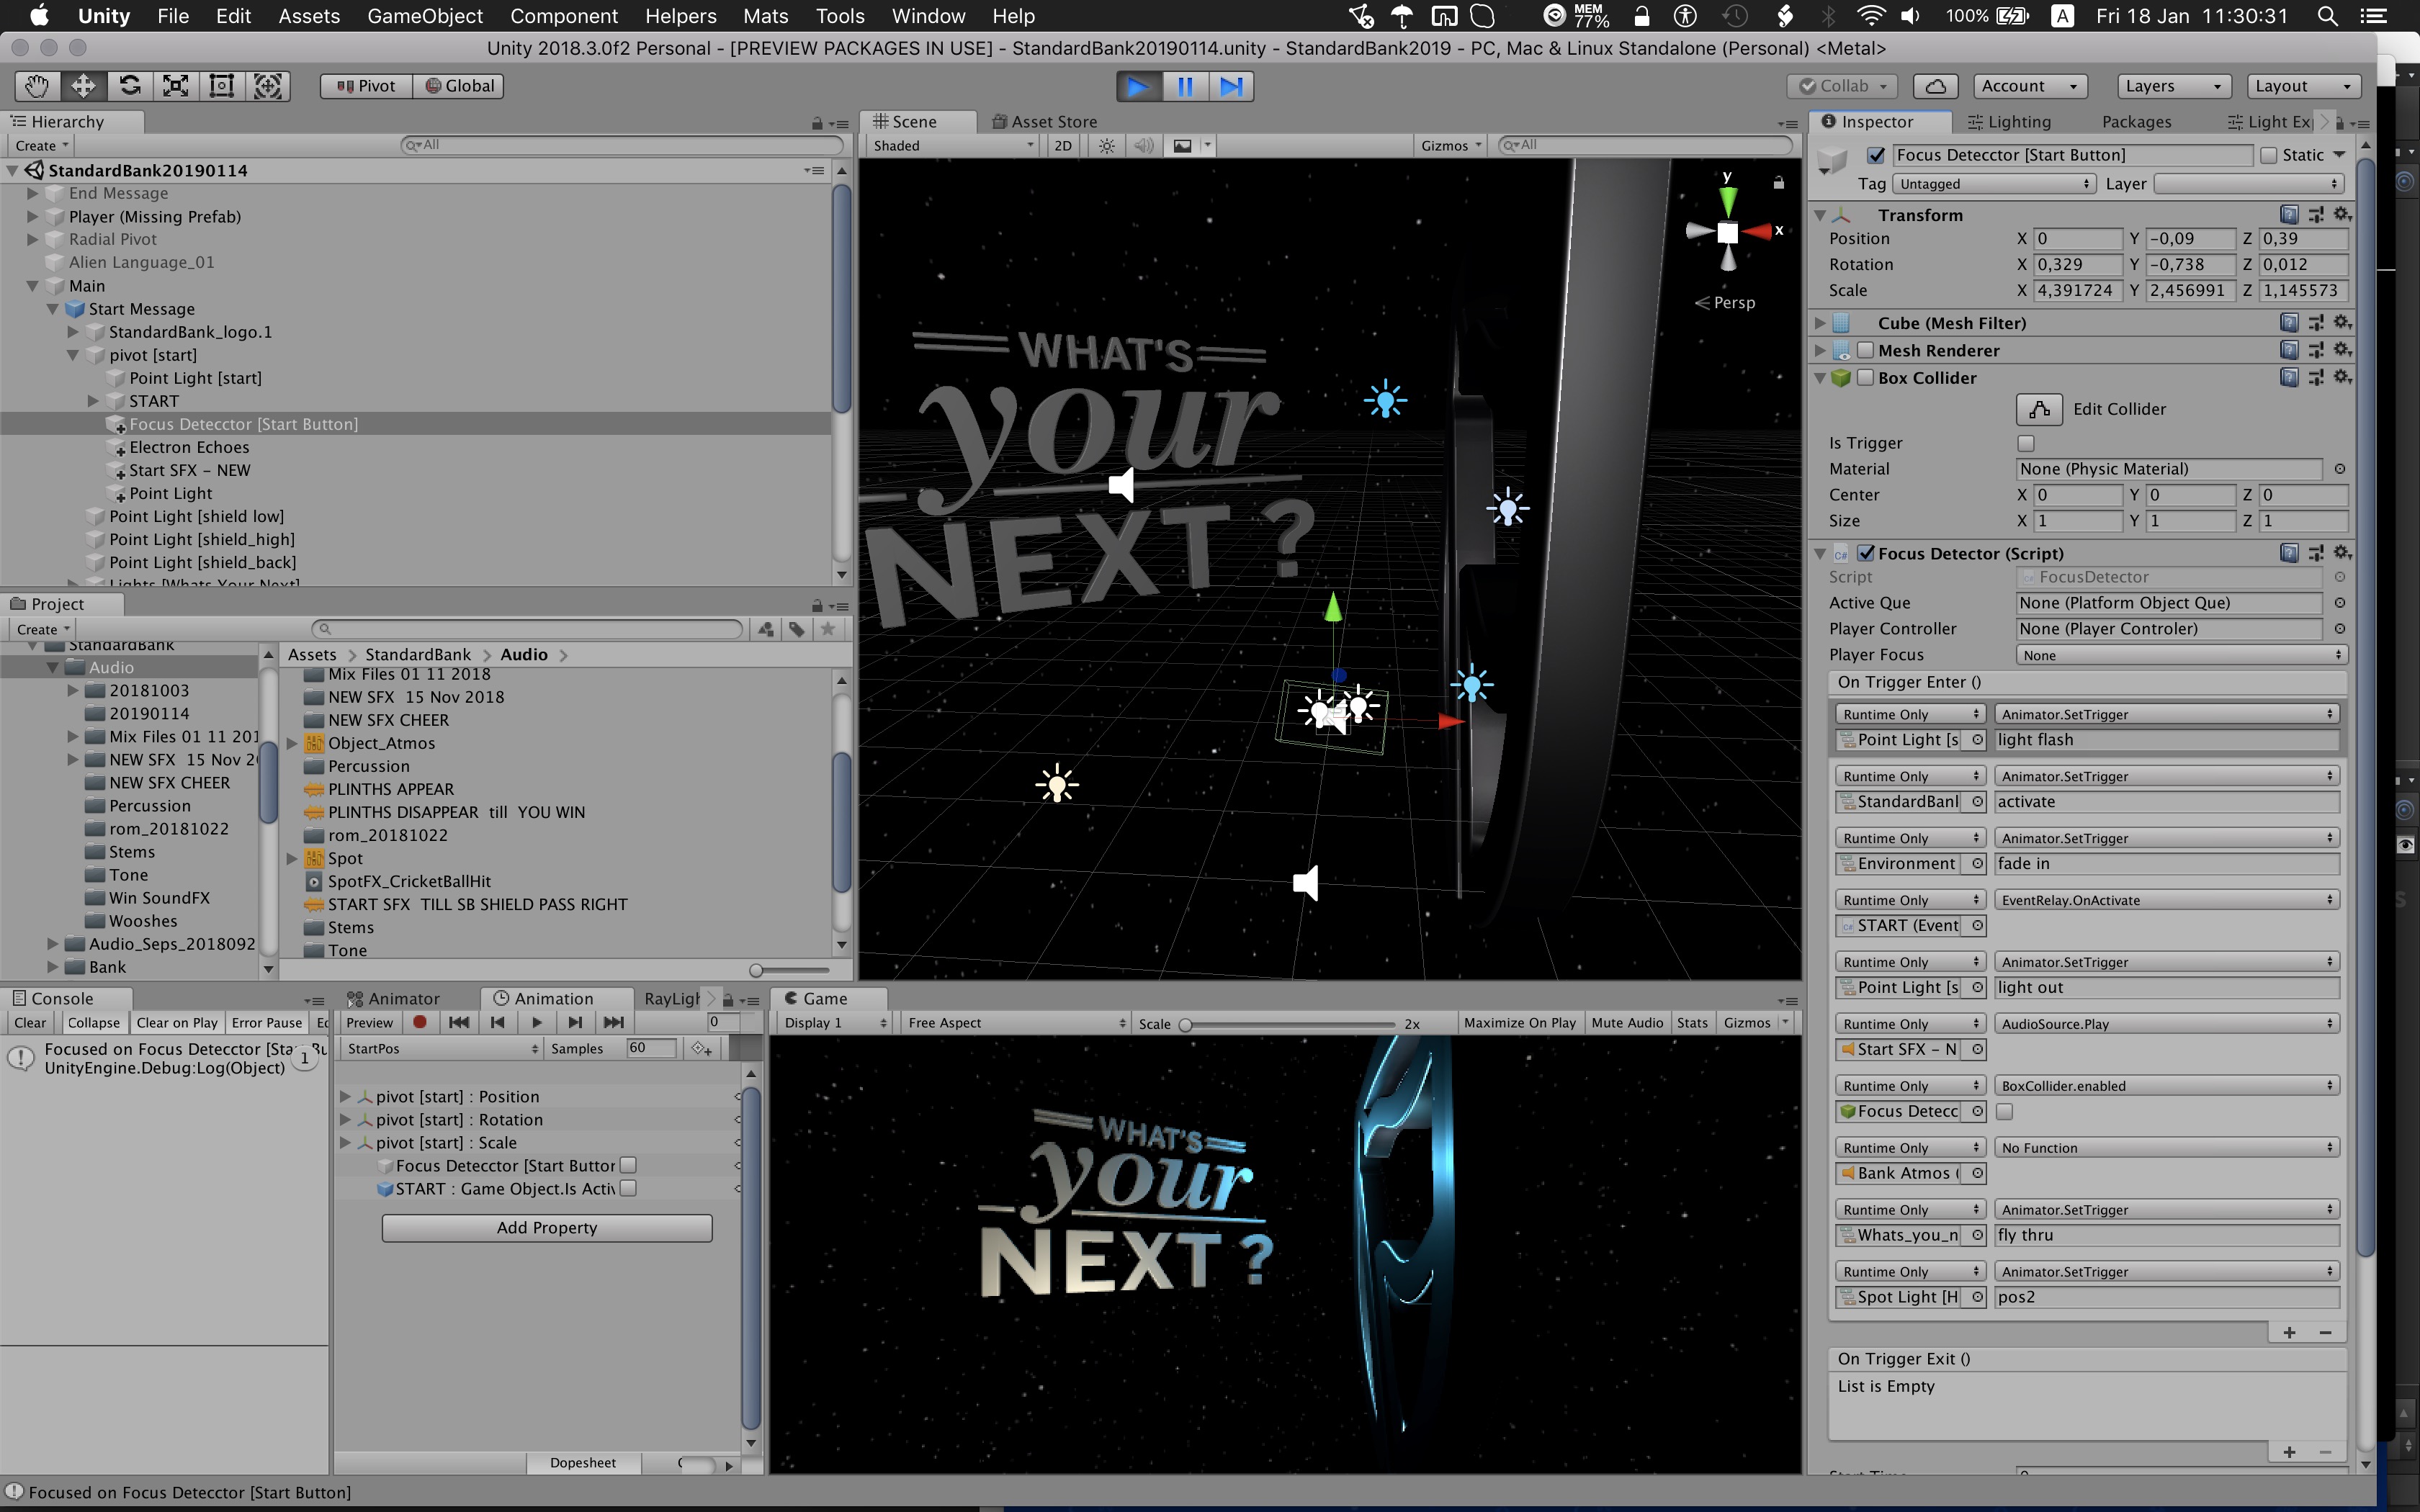 Unity File Edit Assets GameObject Component Helpers Mats Tools Window Help MEM 77% 100% A Fri 18 Jan 11:30:31
Unity 2018.3.0f2 Personal - [PREVIEW PACKAGES IN USE] - StandardBank20190114.unity - StandardBank2019 - PC, Mac & Linux Standalone (Personal) <Metal>
Pivot Global Collab Account Layers Layout
Hierarchy
Create All
StandardBank20190114
End Message
Player (Missing Prefab)
Radial Pivot
Alien Language_01
Main
Start Message
StandardBank_logo.1
pivot [start]
Point Light [start]
START
Focus Detecctor [Start Button]
Electron Echoes
Start SFX - NEW
Point Light
Point Light [shield low]
Point Light [shield_high]
Point Light [shield_back]
Lights [Whats Your Next]
Project
Create
StandardBank
Audio
20181003
20190114
Mix Files 01 11 201
NEW SFX 15 Nov 2
NEW SFX CHEER
Percussion
rom_20181022
Stems
Tone
Win SoundFX
Wooshes
Audio_Seps_2018092
Bank
Assets > StandardBank > Audio >
Mix Files 01 11 2018
NEW SFX 15 Nov 2018
NEW SFX CHEER
Object_Atmos
Percussion
PLINTHS APPEAR
PLINTHS DISAPPEAR till YOU WIN
rom_20181022
Spot
SpotFX_CricketBallHit
START SFX TILL SB SHIELD PASS RIGHT
Stems
Tone
Scene Asset Store
Shaded 2D Gizmos All
y
x
Persp
WHAT'S
your
NEXT ?
Console
Clear Collapse Clear on Play Error Pause
Focused on Focus Detecctor [Sta
UnityEngine.Debug:Log(Object)
1
Animator Animation RayLigh
Preview 0
StartPos Samples 60
pivot [start] : Position
pivot [start] : Rotation
pivot [start] : Scale
Focus Detecctor [Start Buttor
START : Game Object.Is Activ
Add Property
Dopesheet
Game
Display 1 Free Aspect Scale 2x Maximize On Play Mute Audio Stats Gizmos
WHAT'S
your
NEXT ?
Inspector Lighting Packages Light Ex
Focus Detecctor [Start Button] Static
Tag Untagged Layer
Transform
Position X 0 Y -0,09 Z 0,39
Rotation X 0,329 Y -0,738 Z 0,012
Scale X 4,391724 Y 2,456991 Z 1,145573
Cube (Mesh Filter)
Mesh Renderer
Box Collider
Edit Collider
Is Trigger
Material None (Physic Material)
Center X 0 Y 0 Z 0
Size X 1 Y 1 Z 1
C# Focus Detector (Script)
Script FocusDetector
Active Que None (Platform Object Que)
Player Controller None (Player Controler)
Player Focus None
On Trigger Enter ()
Runtime Only Animator.SetTrigger
Point Light [s light flash
Runtime Only Animator.SetTrigger
StandardBanl activate
Runtime Only Animator.SetTrigger
Environment fade in
Runtime Only EventRelay.OnActivate
START (Event
Runtime Only Animator.SetTrigger
Point Light [s light out
Runtime Only AudioSource.Play
Start SFX - N
Runtime Only BoxCollider.enabled
Focus Detecc
Runtime Only No Function
Bank Atmos (
Runtime Only Animator.SetTrigger
Whats_you_n fly thru
Runtime Only Animator.SetTrigger
Spot Light [H pos2
On Trigger Exit ()
List is Empty
Focused on Focus Detecctor [Start Button]